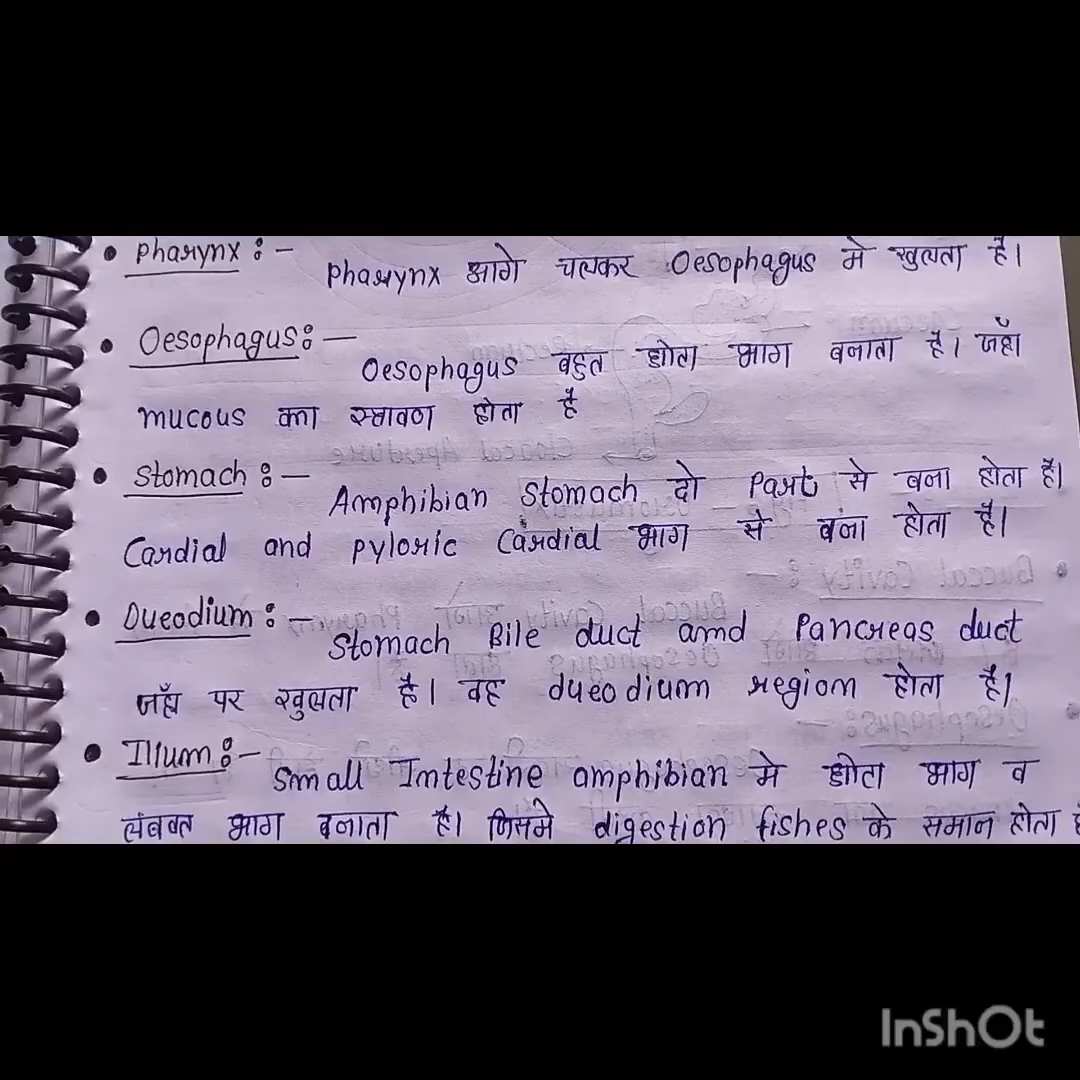 • Pharynx :-
Pharynx आगे चलकर Oesophagus मे खुलता है।
• Oesophagus :-
Oesophagus बहुत छोटा भाग बनाता है। जहाँ
mucous का स्त्रावण होता है
• Stomach :-
Amphibian Stomach दो Part से बना होता है।
Cardial and pyloric Cardial भाग से बना होता है।
• Dueodium :-
Stomach Bile duct and Pancreas duct
जहाँ पर खुलता है। वह dueodium region होता है।
• Illum :-
Small Intestine amphibian मे छोटा भाग व
भाग बनाता है। जिसमे digestion fishes के समान होता
InShOt